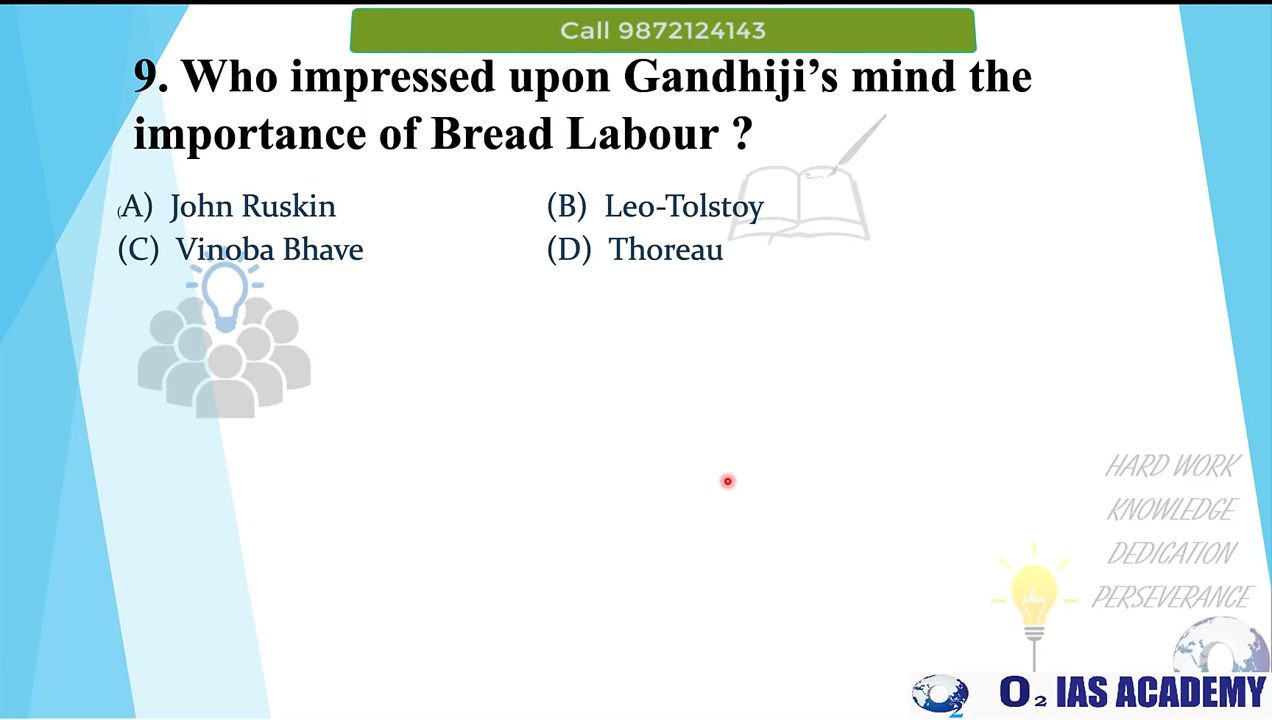 Call 9872124143
9. Who impressed upon Gandhiji's mind the
importance of Bread Labour ?
(A) John Ruskin (B) Leo-Tolstoy
(C) Vinoba Bhave (D) Thoreau
HARD WORK
KNOWLEDGE
DEDICATION
PERSEVERANCE
O2 IAS ACADEMY